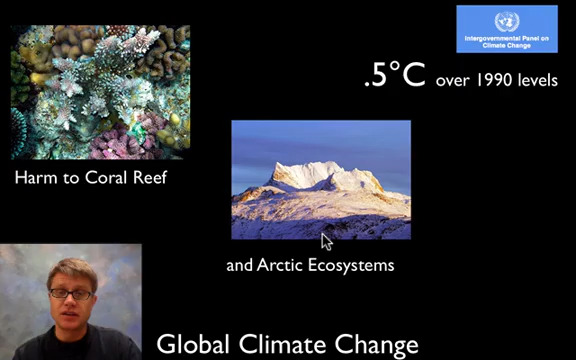 Intergovernmental Panel on
Climate Change
.5°C over 1990 levels
Harm to Coral Reef
and Arctic Ecosystems
Global Climate Change